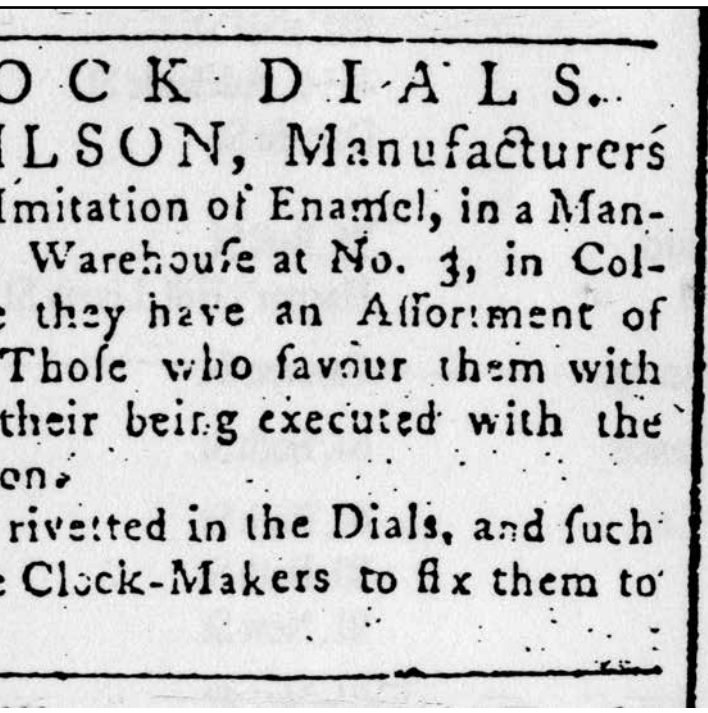 OCK DIALS.
ILSON, Manufacturers
Imitation of Enamel, in a Man-
Warehouſe at No. 3, in Col-
e they have an Aſſortment of
Thoſe who favour them with
their being executed with the
on.
rivetted in the Dials, and ſuch
e Clock-Makers to fix them to